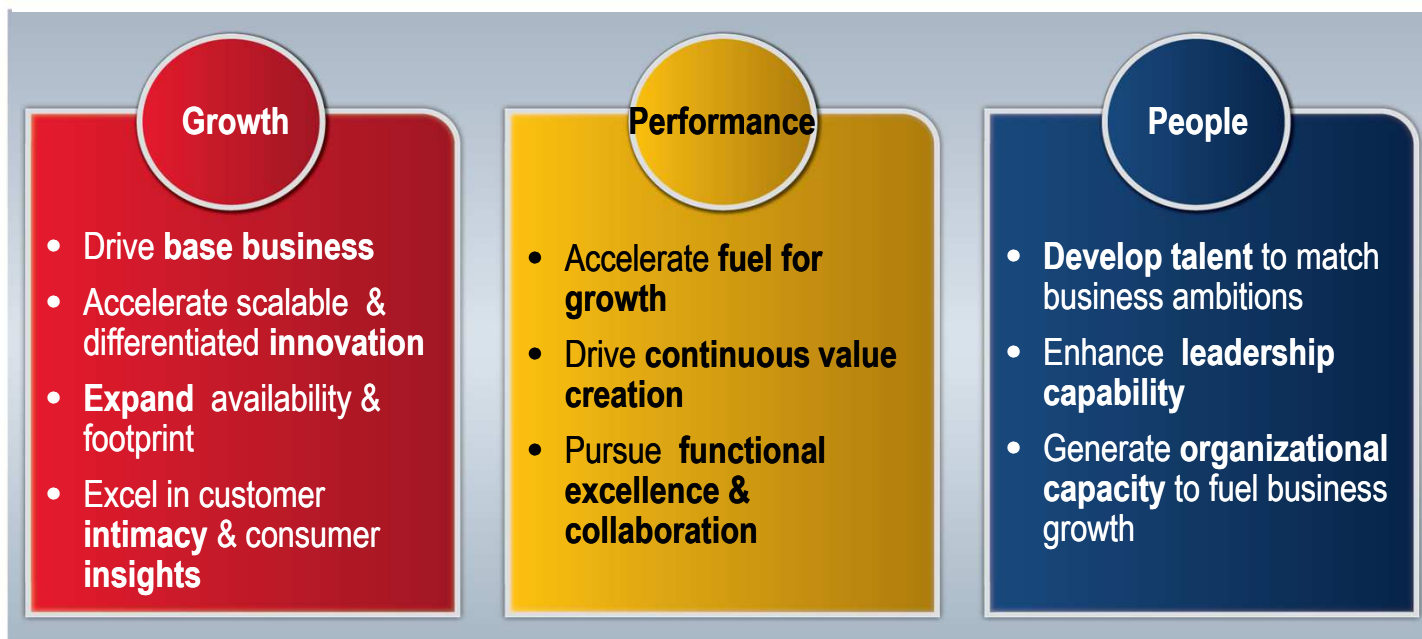 Growth
• Drive base business
• Accelerate scalable & 
differentiated innovation
• Expand availability & 
footprint
• Excel in customer
intimacy & consumer
insights
Performance
• Accelerate fuel for
growth
• Drive continuous value
creation
• Pursue functional
excellence &
collaboration
People
• Develop talent to match
business ambitions
• Enhance leadership
capability
• Generate organizational
capacity to fuel business
growth